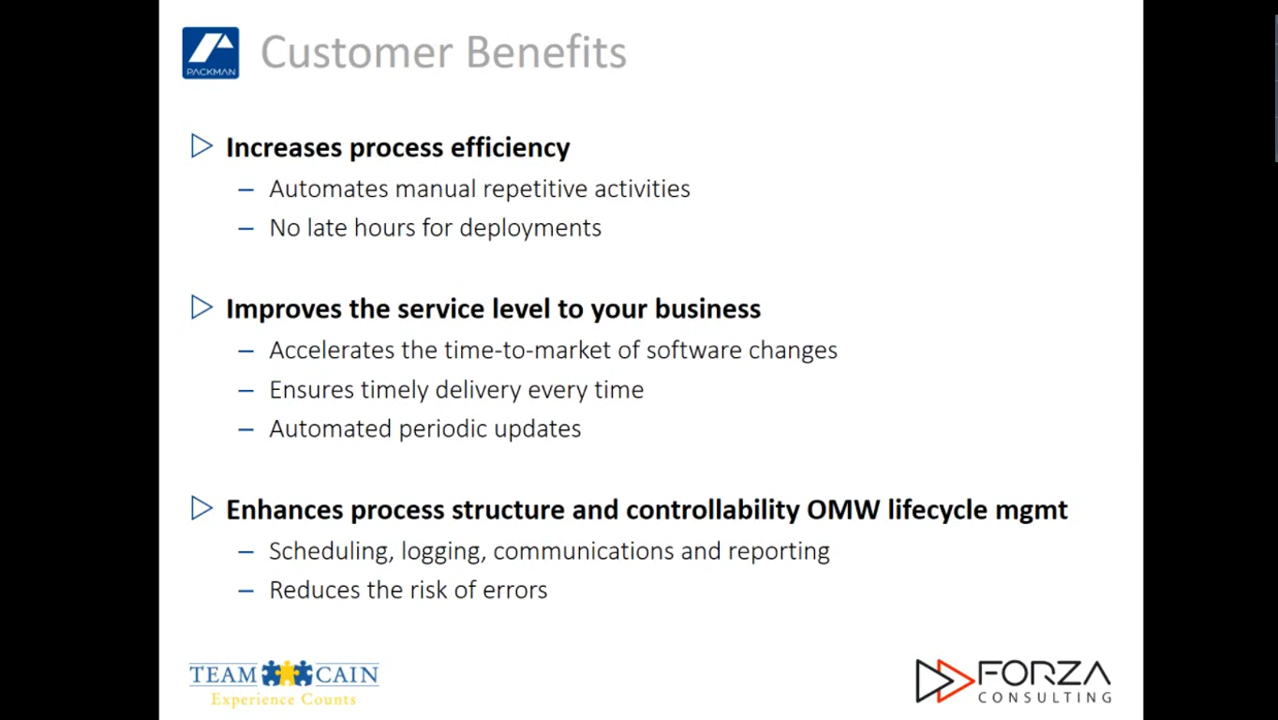 PACKMAN
Customer Benefits
Increases process efficiency
– Automates manual repetitive activities
– No late hours for deployments
Improves the service level to your business
– Accelerates the time-to-market of software changes
– Ensures timely delivery every time
– Automated periodic updates
Enhances process structure and controllability OMW lifecycle mgmt
– Scheduling, logging, communications and reporting
– Reduces the risk of errors
TEAM CAIN
Experience Counts
FORZA
CONSULTING